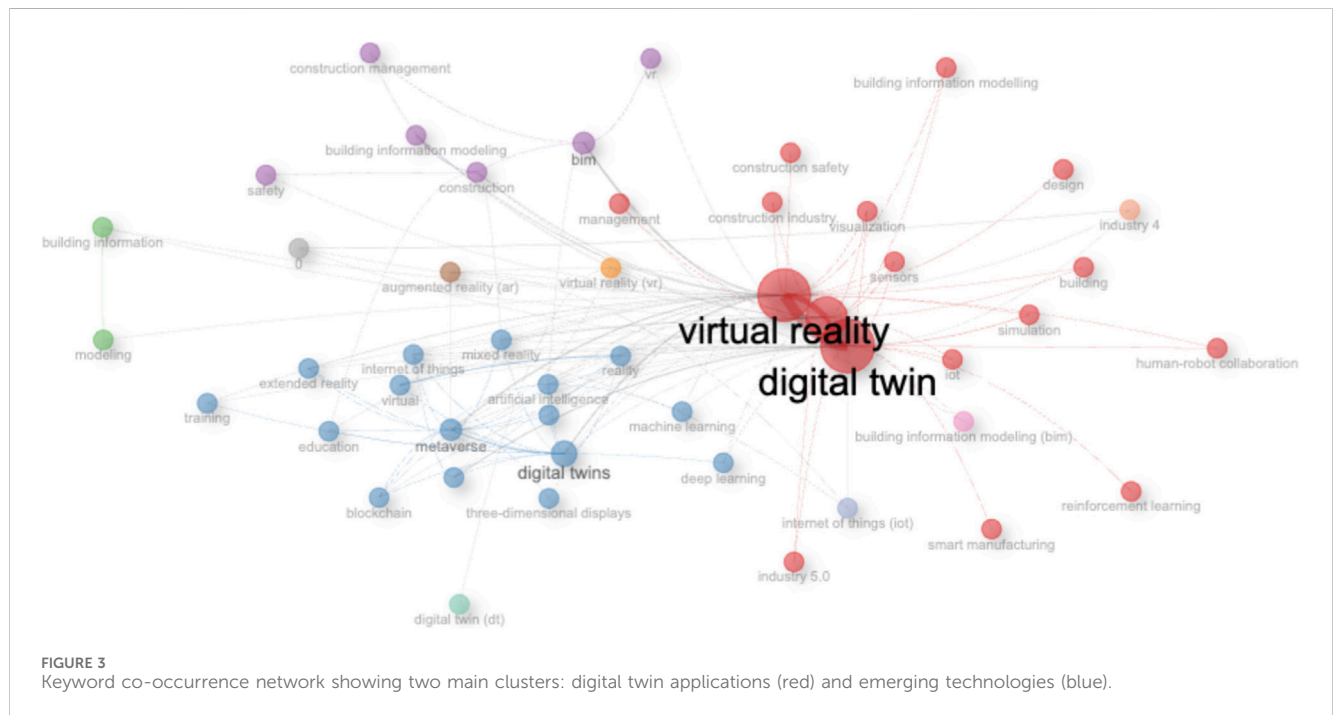 construction management
vr
building information modelling
building information modeling
bim
construction safety
safety
construction
design
management
construction industry
visualization
industry 4
building information
0
augmented reality (ar)
virtual reality (vr)
sensors
building
virtual reality
simulation
modeling
mixed reality
internet of things
reality
iot
human-robot collaboration
extended reality
virtual
artificial intelligence
digital twin
training
machine learning
education
metaverse
building information modeling (bim)
digital twins
deep learning
blockchain
three-dimensional displays
internet of things (iot)
reinforcement learning
smart manufacturing
industry 5.0
digital twin (dt)
FIGURE 3
Keyword co-occurrence network showing two main clusters: digital twin applications (red) and emerging technologies (blue).